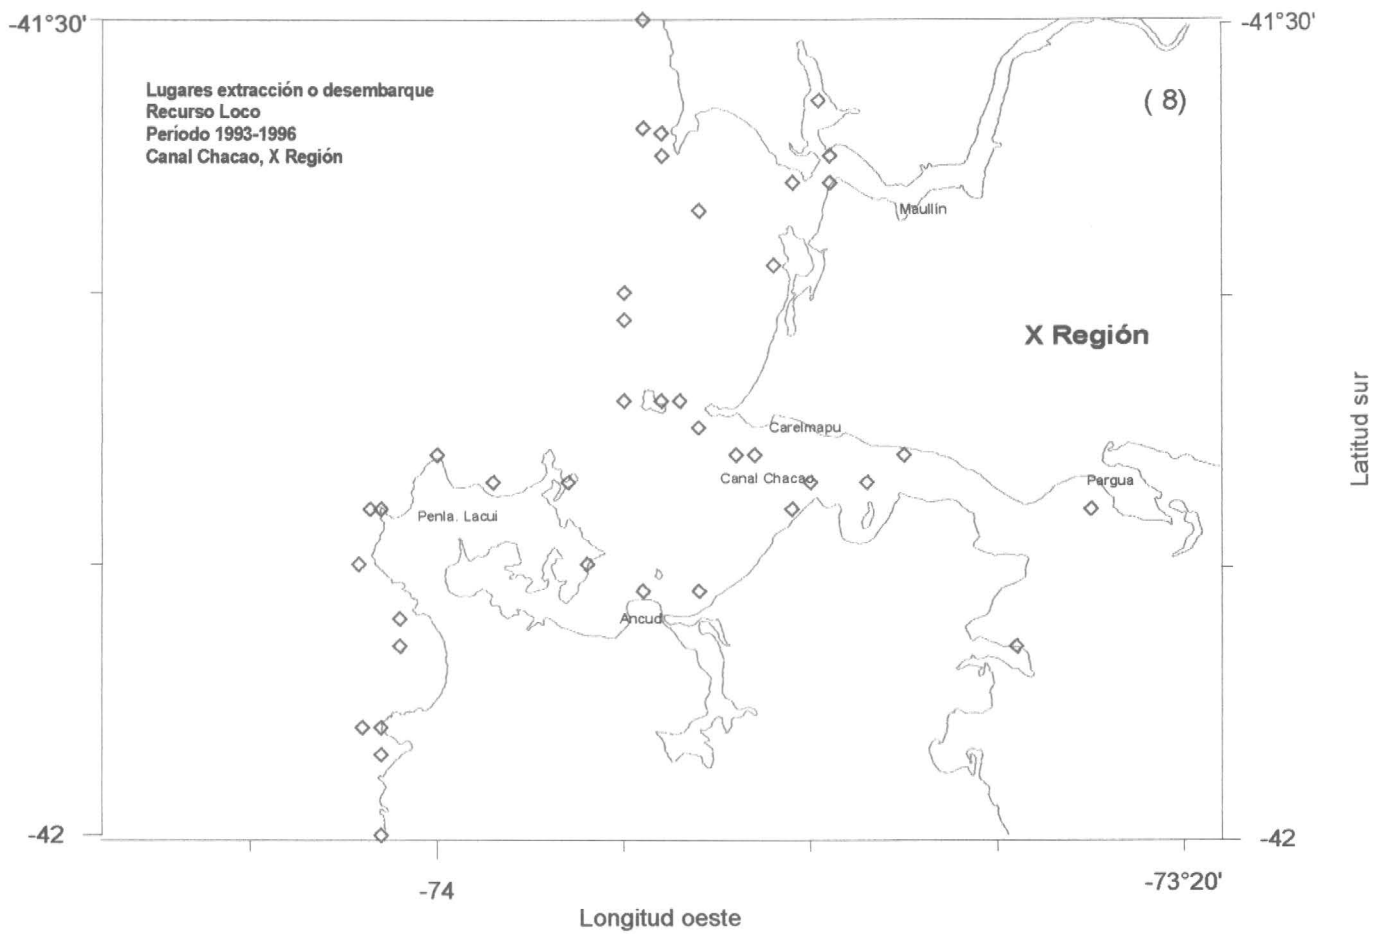 -41°30'
-41°30'
Lugares extracción o desembarque
Recurso Loco
Período 1993-1996
Canal Chacao, X Región
( 8)
Maullín
X Región
Latitud sur
Carelmapu
Canal Chacao
Pargua
Penla. Lacui
Ancud
-42
-42
-74
-73°20'
Longitud oeste